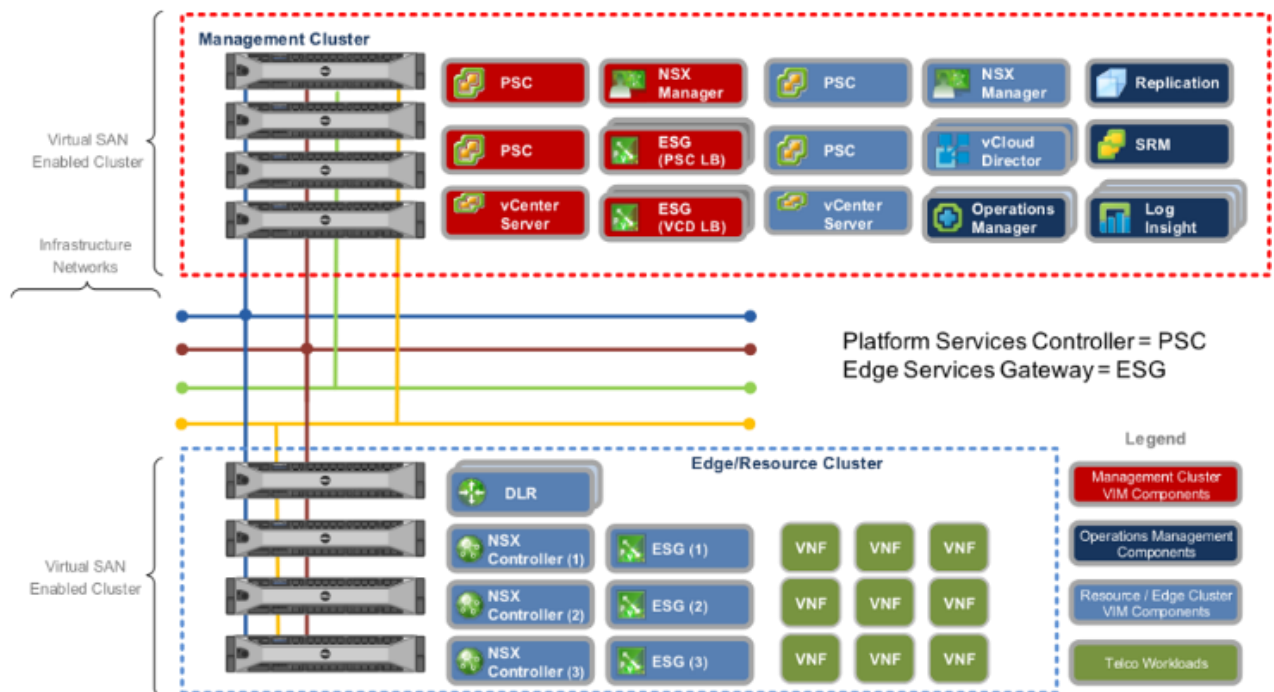 Management Cluster
PSC
NSX
Manager
PSC
NSX
Manager
Replication
Virtual SAN
Enabled Cluster
PSC
ESG
(PSC LB)
PSC
vCloud
Director
SRM
vCenter
Server
ESG
(VCD LB)
vCenter
Server
Operations
Manager
Log
Insight
Infrastructure
Networks
Platform Services Controller = PSC
Edge Services Gateway = ESG
Legend
Edge/Resource Cluster
Management Cluster
VIM Components
DLR
Operations Management
Components
NSX
Controller (1)
ESG (1)
VNF
VNF
VNF
Virtual SAN
Enabled Cluster
NSX
Controller (2)
ESG (2)
VNF
VNF
VNF
Resource / Edge Cluster
VIM Components
NSX
Controller (3)
ESG (3)
VNF
VNF
VNF
Telco Workloads